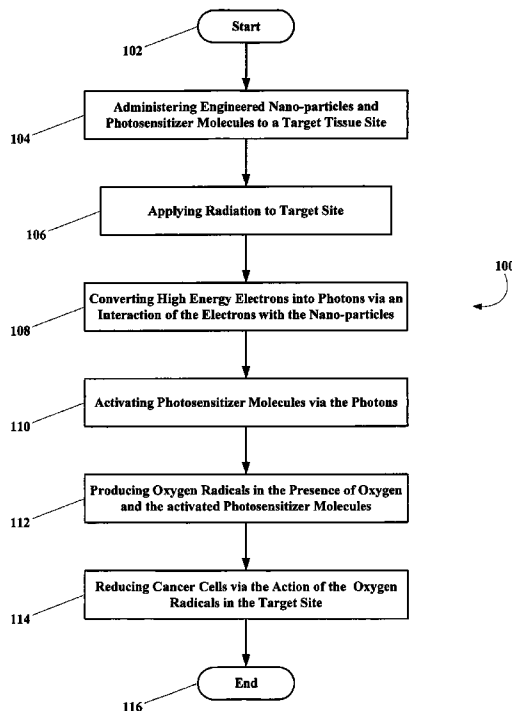 Start
102
Administering Engineered Nano-particles and
Photosensitizer Molecules to a Target Tissue Site
104
Applying Radiation to Target Site
106
100
Converting High Energy Electrons into Photons via an
Interaction of the Electrons with the Nano-particles
108
Activating Photosensitizer Molecules via the Photons
110
Producing Oxygen Radicals in the Presence of Oxygen
and the activated Photosensitizer Molecules
112
Reducing Cancer Cells via the Action of the Oxygen
Radicals in the Target Site
114
End
116